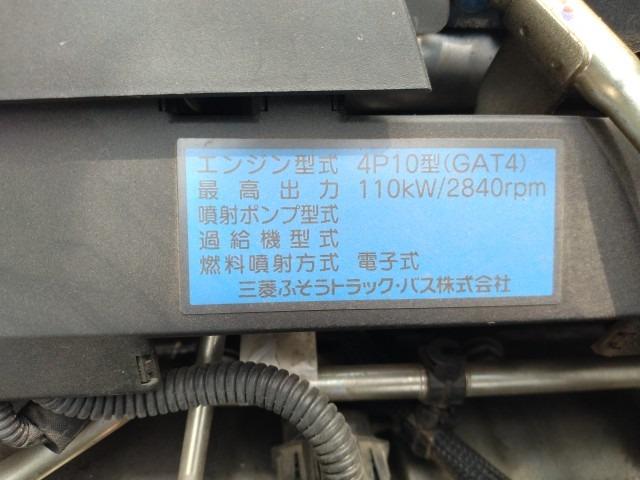 エンジン型式 4P10型(GAT4)
最高出力 110kW/2840rpm
噴射ポンプ型式
過給機型式
燃料噴射方式 電子式
三菱ふそうトラック・バス株式会社